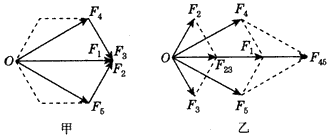 F₄
O F₁ F₃
F₂
F₅
甲
F₂ F₄
O F₂₃ F₁ F₄₅
F₃ F₅
乙